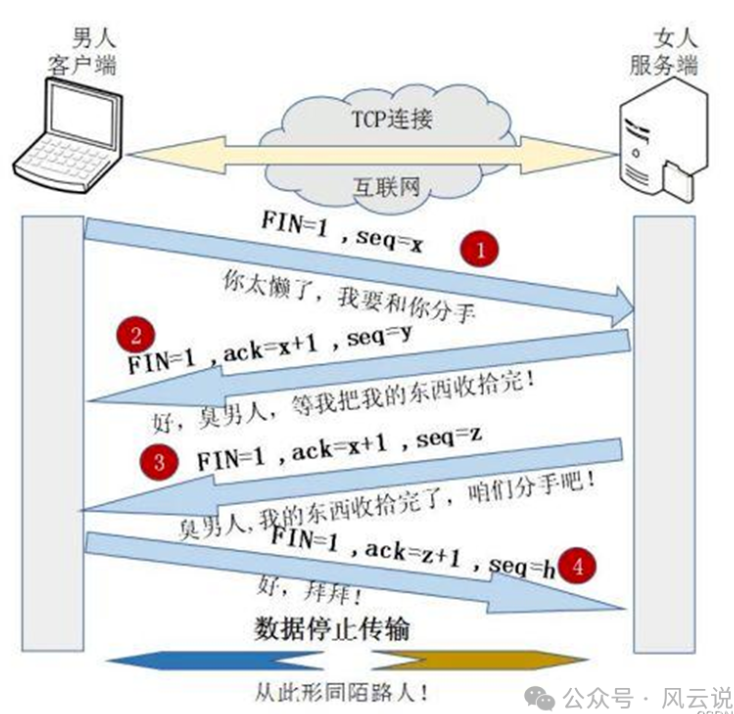 男人
客户端
女人
服务端
TCP连接
互联网
FIN=1 ,seq=x
1
你太懒了，我要和你分手
2
FIN=1 ,ack=x+1 ,seq=y
好，臭男人，等我把我的东西收拾完！
3
FIN=1 ,ack=x+1 ,seq=z
臭男人,我的东西收拾完了，咱们分手吧！
FIN=1 ,ack=z+1 ,seq=h
4
好，拜拜！
数据停止传输
从此形同陌路人！
公众号 · 风云说